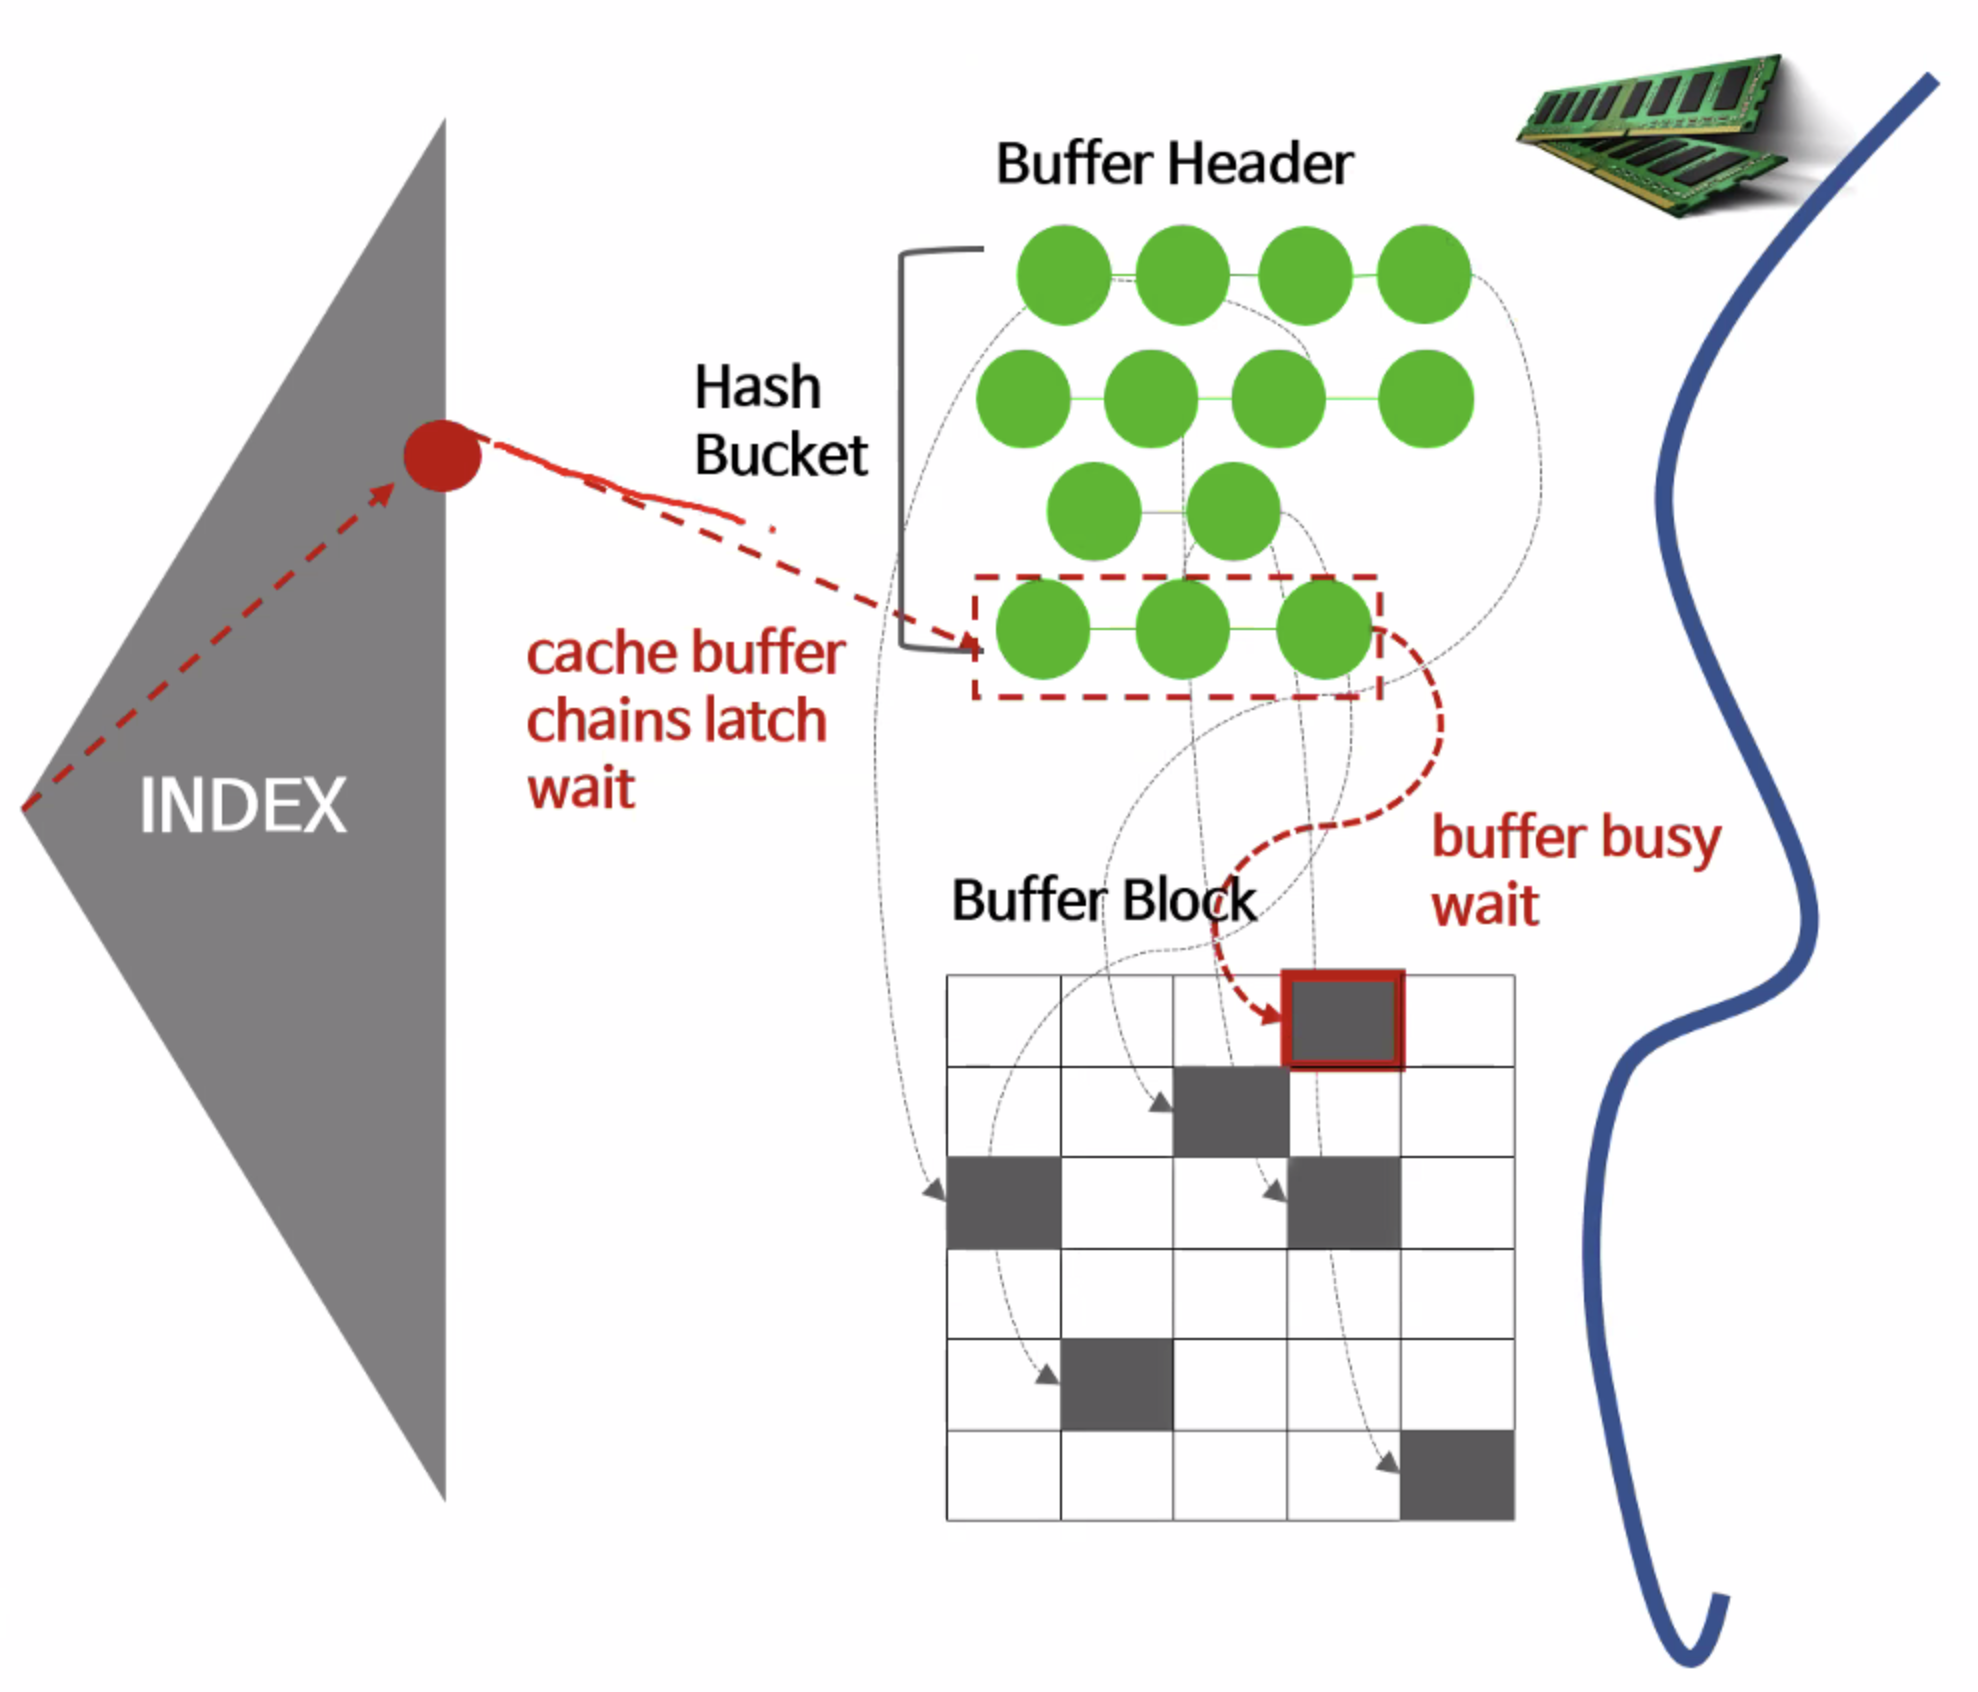 Buffer Header
Hash
Bucket
cache buffer
chains latch
wait
INDEX
buffer busy
wait
Buffer Block